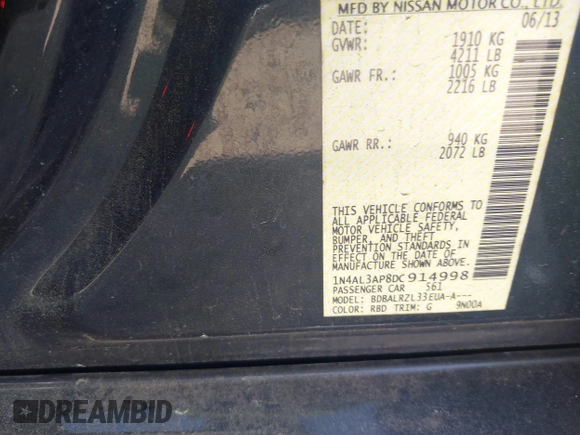 MFD BY NISSAN MOTOR CO., LTD.
DATE: 06/13
GVWR: 1910 KG
4211 LB
GAWR FR.: 1005 KG
2216 LB
GAWR RR.: 940 KG
2072 LB
THIS VEHICLE CONFORMS TO
ALL APPLICABLE FEDERAL
MOTOR VEHICLE SAFETY,
BUMPER, AND THEFT
PREVENTION STANDARDS IN
EFFECT ON THE DATE OF
MANUFACTURE SHOWN ABOVE.
1N4AL3AP8DC914998
PASSENGER CAR 561
MODEL: BDBALRZL33EUA-A---
COLOR: RBD TRIM: G 9N00A
DREAMBID